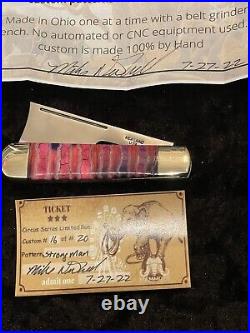 Made in Ohio one at a time with a belt grinder
ench. No automated or CNC equiptment used.
custom is made 100% by Hand
7-27-22
TICKET
★★★
Circus Series Limited Run
Custom # 16 of # 20
Pattern: Strong Man
7-27-22
admit one